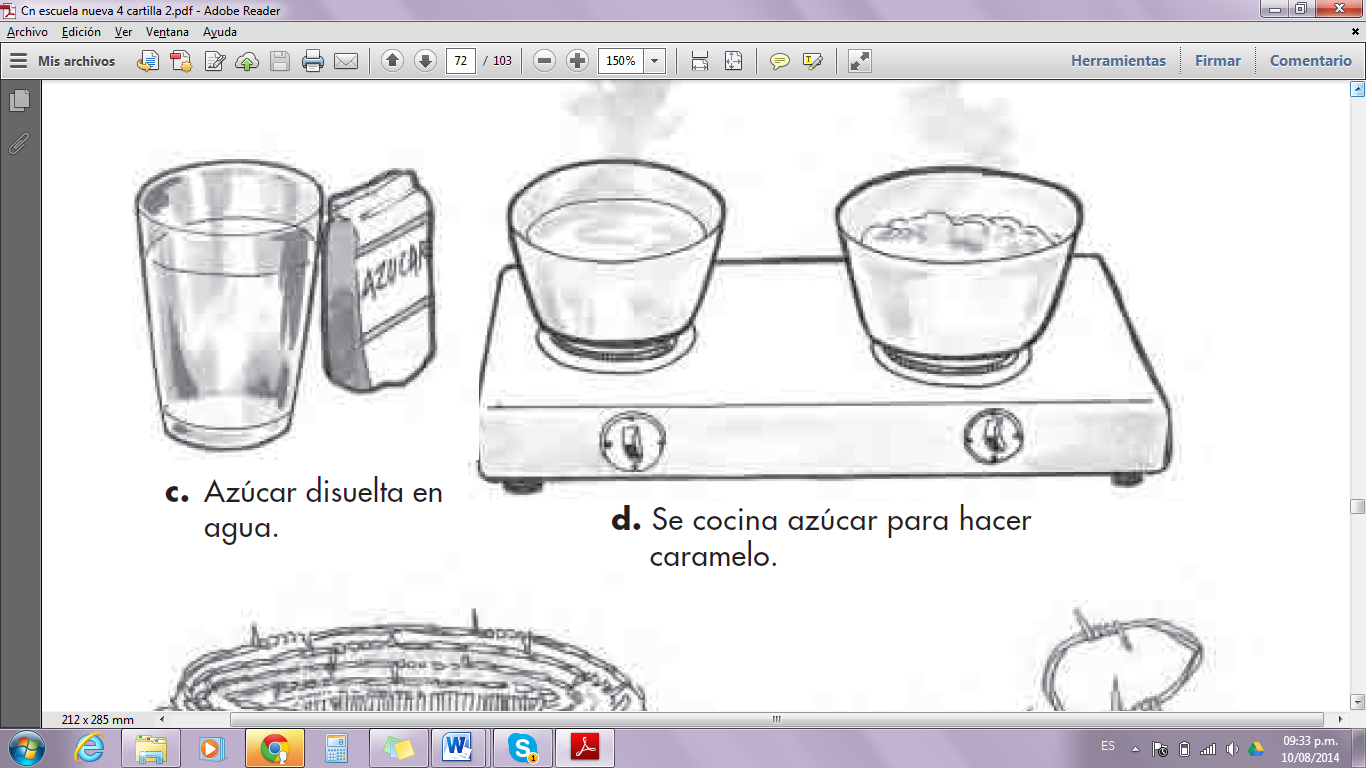 Cn escuela nueva 4 cartilla 2.pdf - Adobe Reader
Archivo Edición Ver Ventana Ayuda
Mis archivos 72 / 103 150% Herramientas Firmar Comentario
AZUCAR
c. Azúcar disuelta en
agua.
d. Se cocina azúcar para hacer
caramelo.
212 x 285 mm
ES 09:33 p.m.
10/08/2014